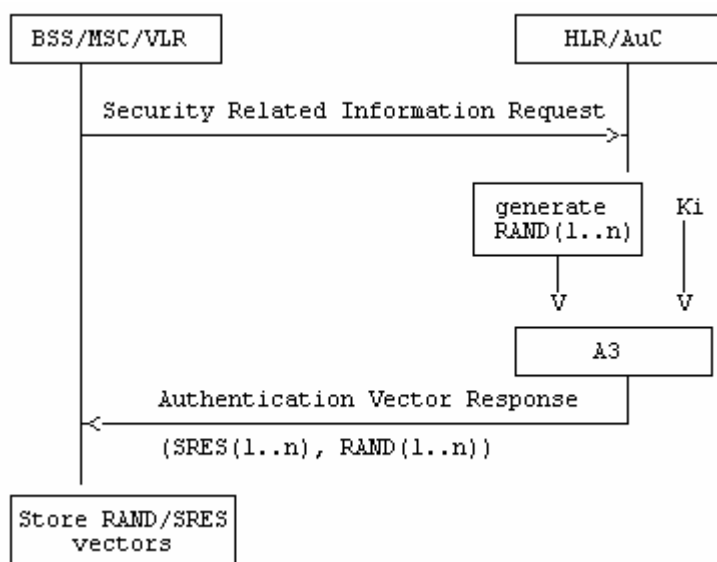 BSS/MSC/VLR
HLR/AuC
Security Related Information Request
generate
RAND(1..n)
Ki
V
V
A3
Authentication Vector Response
(SRES(1..n), RAND(1..n))
Store RAND/SRES
vectors